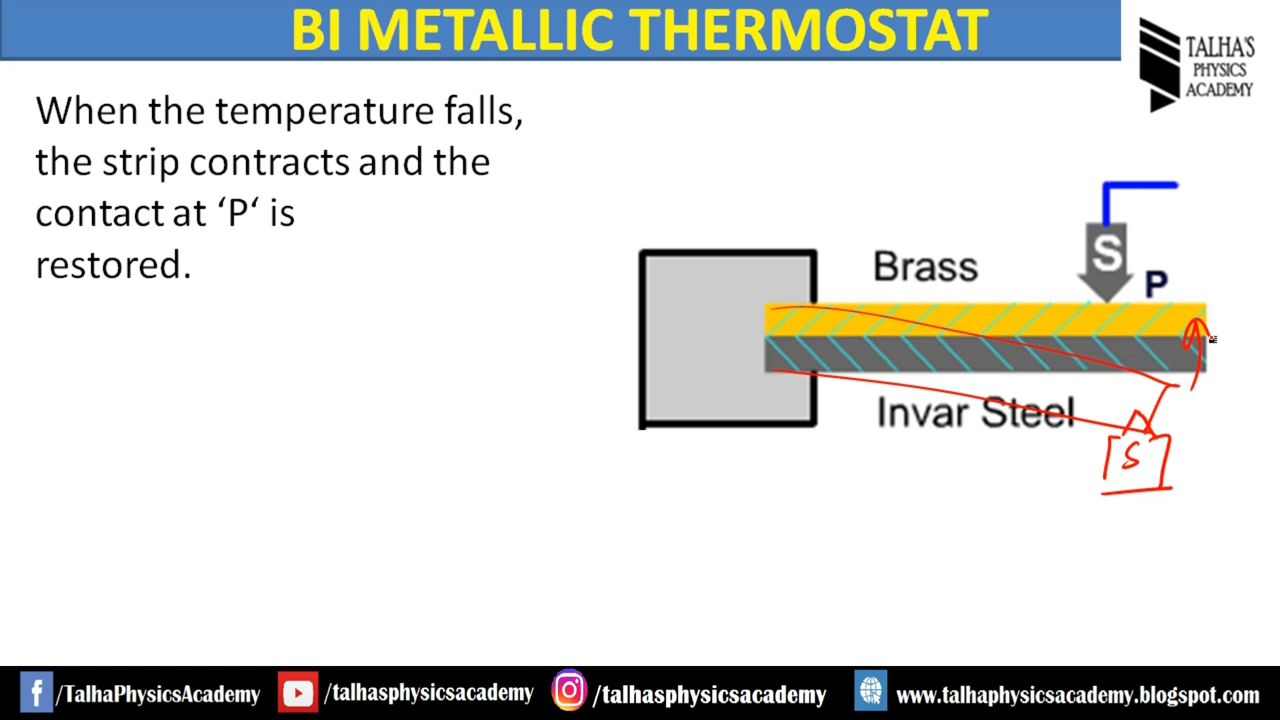 BI METALLIC THERMOSTAT
TALHA'S
PHYSICS
ACADEMY
When the temperature falls,
the strip contracts and the
contact at ‘P‘ is
restored.
S
P
Brass
Invar Steel
S
/TalhaPhysicsAcademy
/talhasphysicsacademy
/talhasphysicsacademy
www.talhaphysicsacademy.blogspot.com